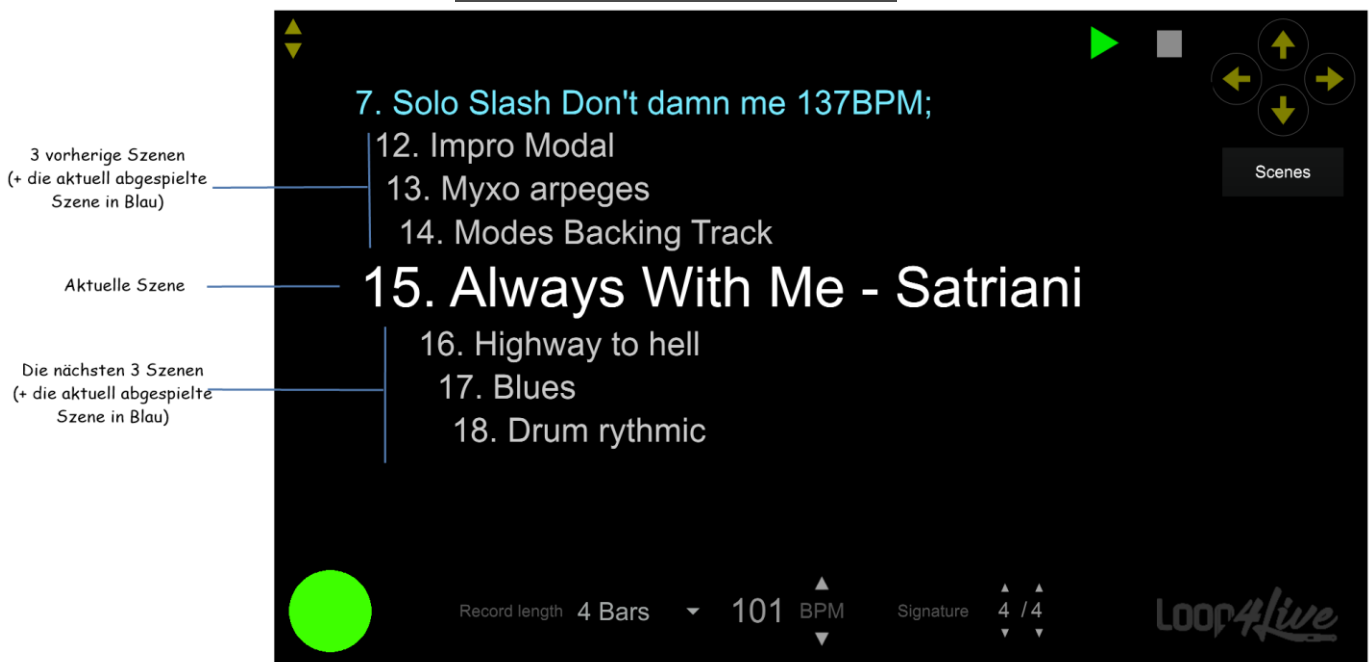 7. Solo Slash Don't damn me 137BPM;
12. Impro Modal
13. Myxo arpeges
14. Modes Backing Track
15. Always With Me - Satriani
16. Highway to hell
17. Blues
18. Drum rythmic
3 vorherige Szenen
(+ die aktuell abgespielte
Szene in Blau)
Aktuelle Szene
Die nächsten 3 Szenen
(+ die aktuell abgespielte
Szene in Blau)
Scenes
Record length 4 Bars 101 BPM Signature 4 / 4
Loop4live